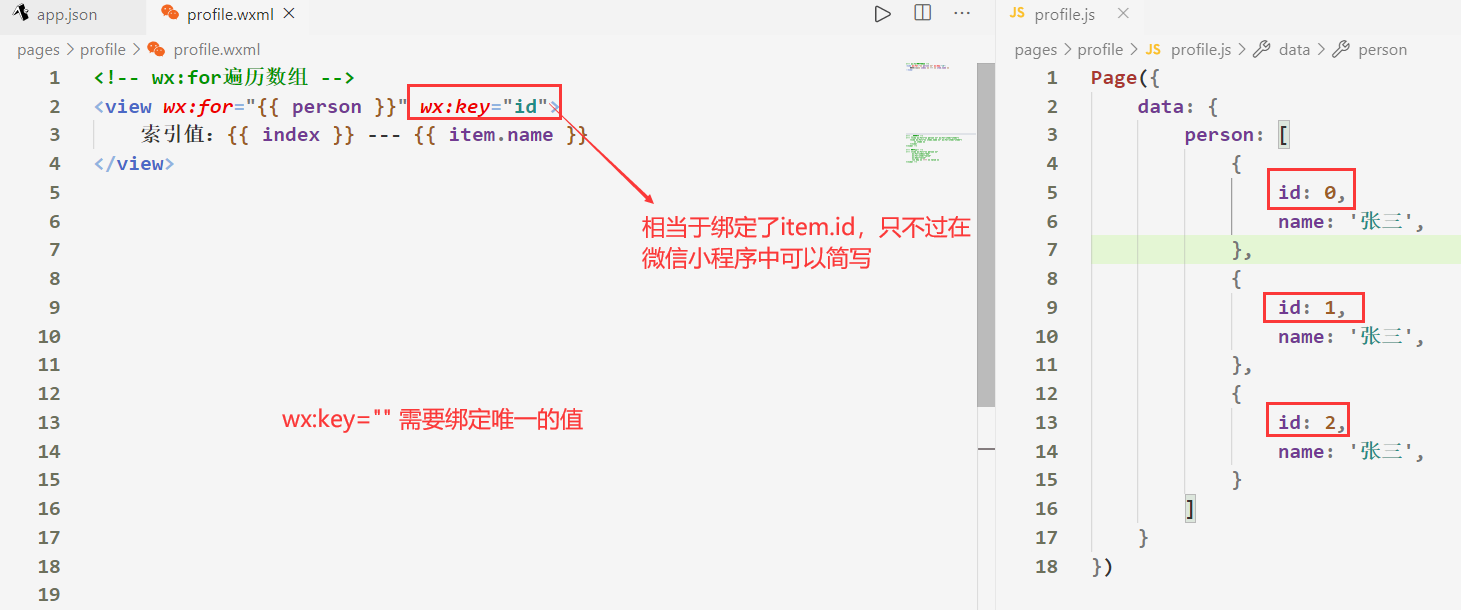 app.json
profile.wxml
pages > profile > profile.wxml
1 <!-- wx:for遍历数组 -->
2 <view wx:for="{{ person }}" wx:key="id">
3 索引值: {{ index }} --- {{ item.name }}
4 </view>
5
6
7
8
9
10
11
12
13
14
15
16
17
18
19
相当于绑定了item.id，只不过在
微信小程序中可以简写
wx:key="" 需要绑定唯一的值
JS profile.js
pages > profile > JS profile.js > data > person
1 Page({
2 data: {
3 person: [
4 {
5 id: 0,
6 name: '张三',
7 },
8 {
9 id: 1,
10 name: '张三',
11 },
12 {
13 id: 2,
14 name: '张三',
15 }
16 ]
17 }
18 })